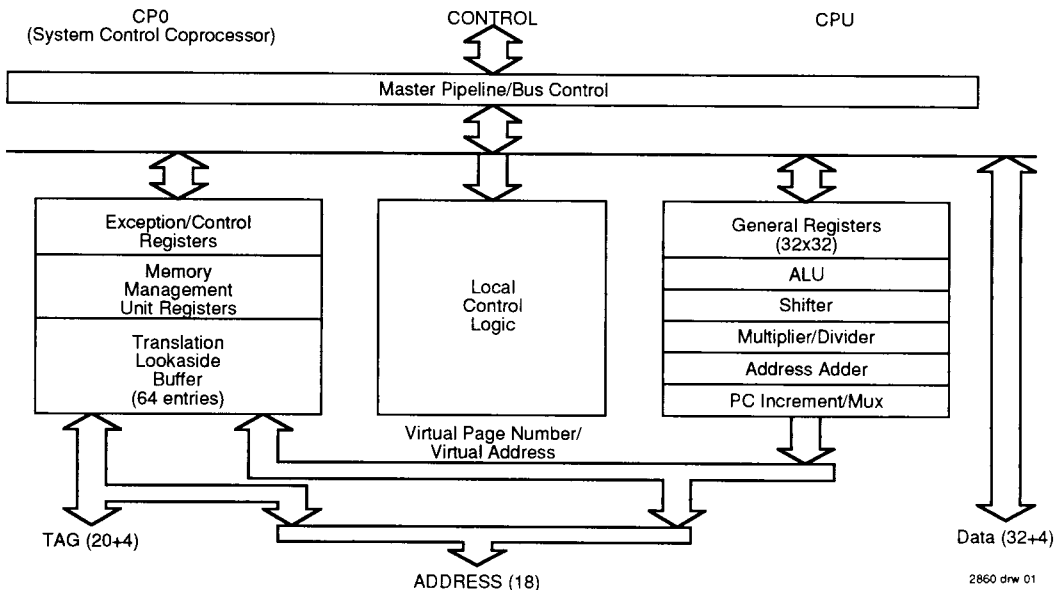 CP0
(System Control Coprocessor)
CONTROL
CPU
Master Pipeline/Bus Control
Exception/Control
Registers
Memory
Management
Unit Registers
Translation
Lookaside
Buffer
(64 entries)
Local
Control
Logic
General Registers
(32x32)
ALU
Shifter
Multiplier/Divider
Address Adder
PC Increment/Mux
Virtual Page Number/
Virtual Address
TAG (20+4)
ADDRESS (18)
Data (32+4)
2860 drw 01